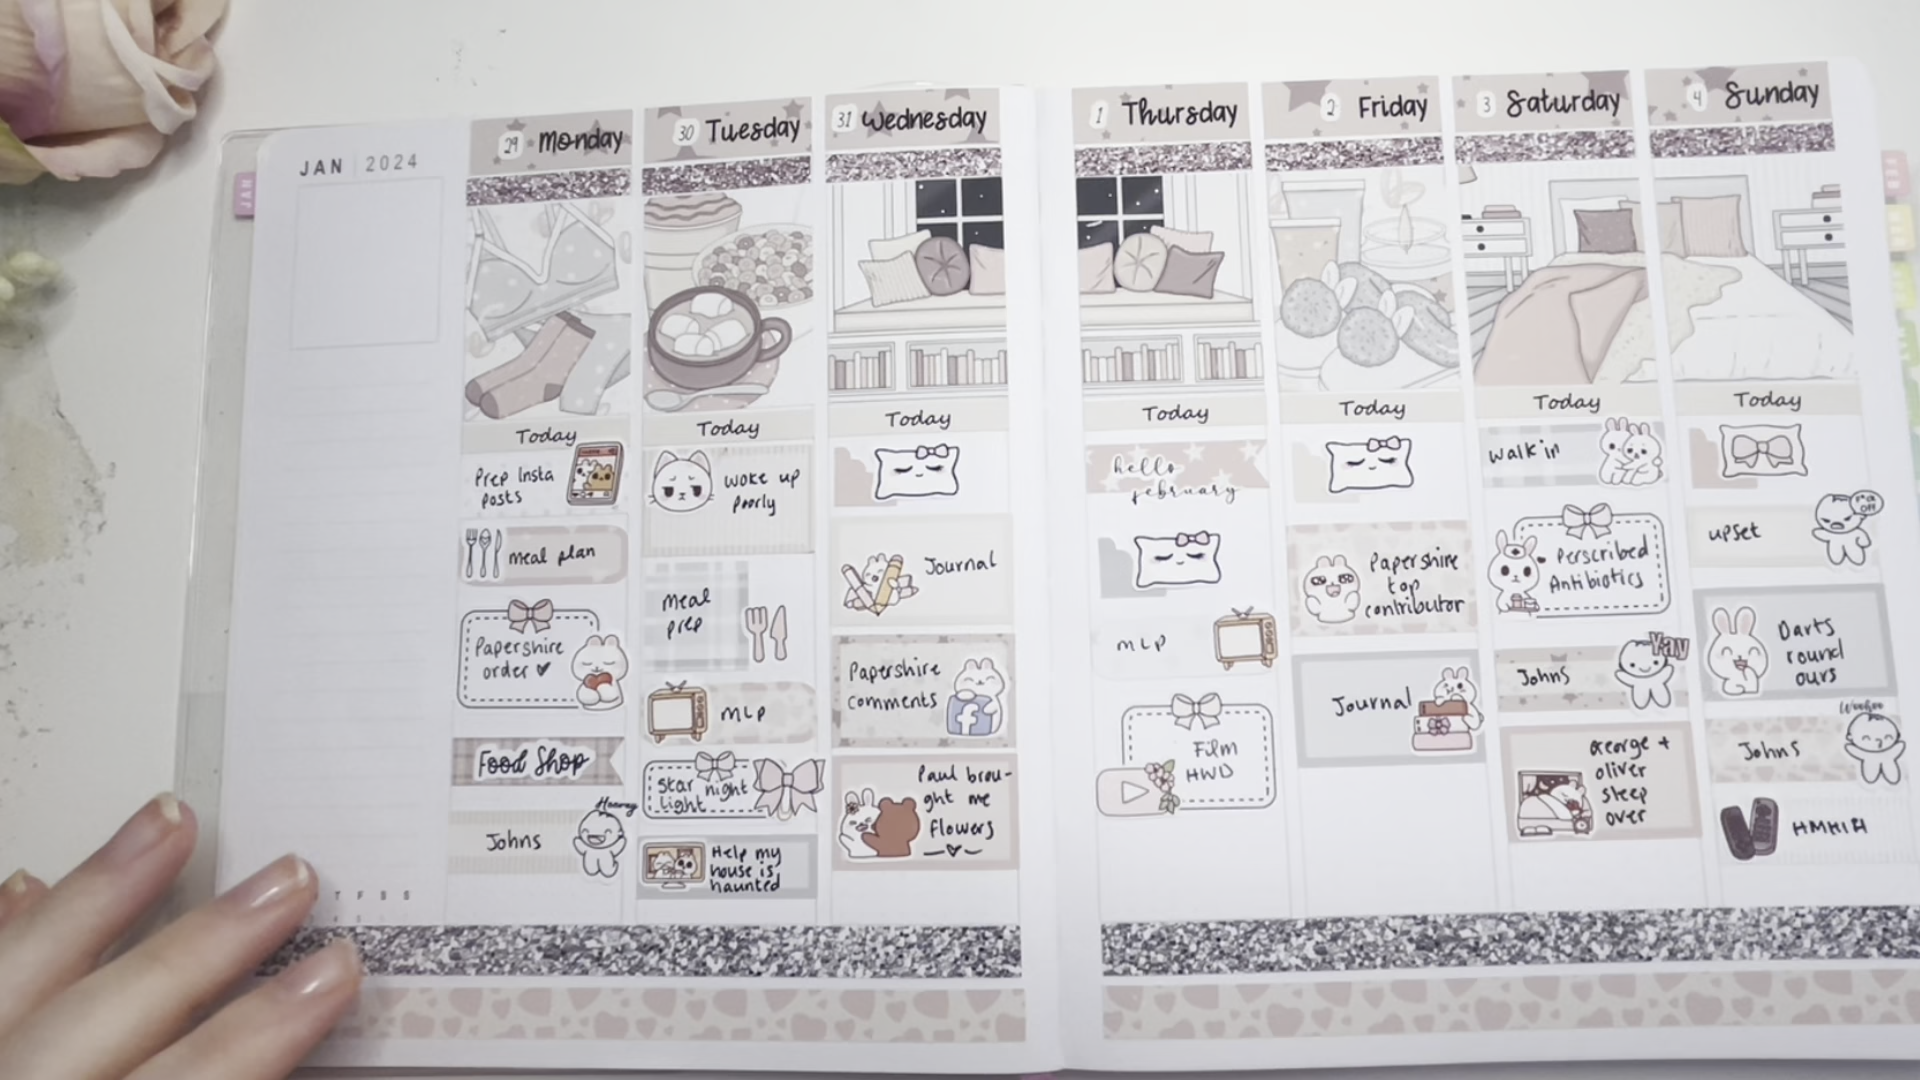 JAN | 2024
JAN
29 Monday
Today
Prep Insta
posts
meal plan
Papershire
order
Food Shop
Hooray
Johns
T F S S
30 Tuesday
Today
woke up
poorly
Meal
prep
MLP
Star night
light
Help my
house is
haunted
31 Wednesday
Today
Journal
Papershire
comments
f
Paul brou-
ght me
flowers
1 Thursday
Today
hello
february
MLP
Film
HWD
2 Friday
Today
Papershire
top
contributor
Journal
3 Saturday
Today
walk in
Perscribed
Antibiotics
Yay
Johns
George +
oliver
sleep
over
4 Sunday
Today
upset
F*ck
Off
Darts
round
ours
Woohoo
Johns
HMHIH